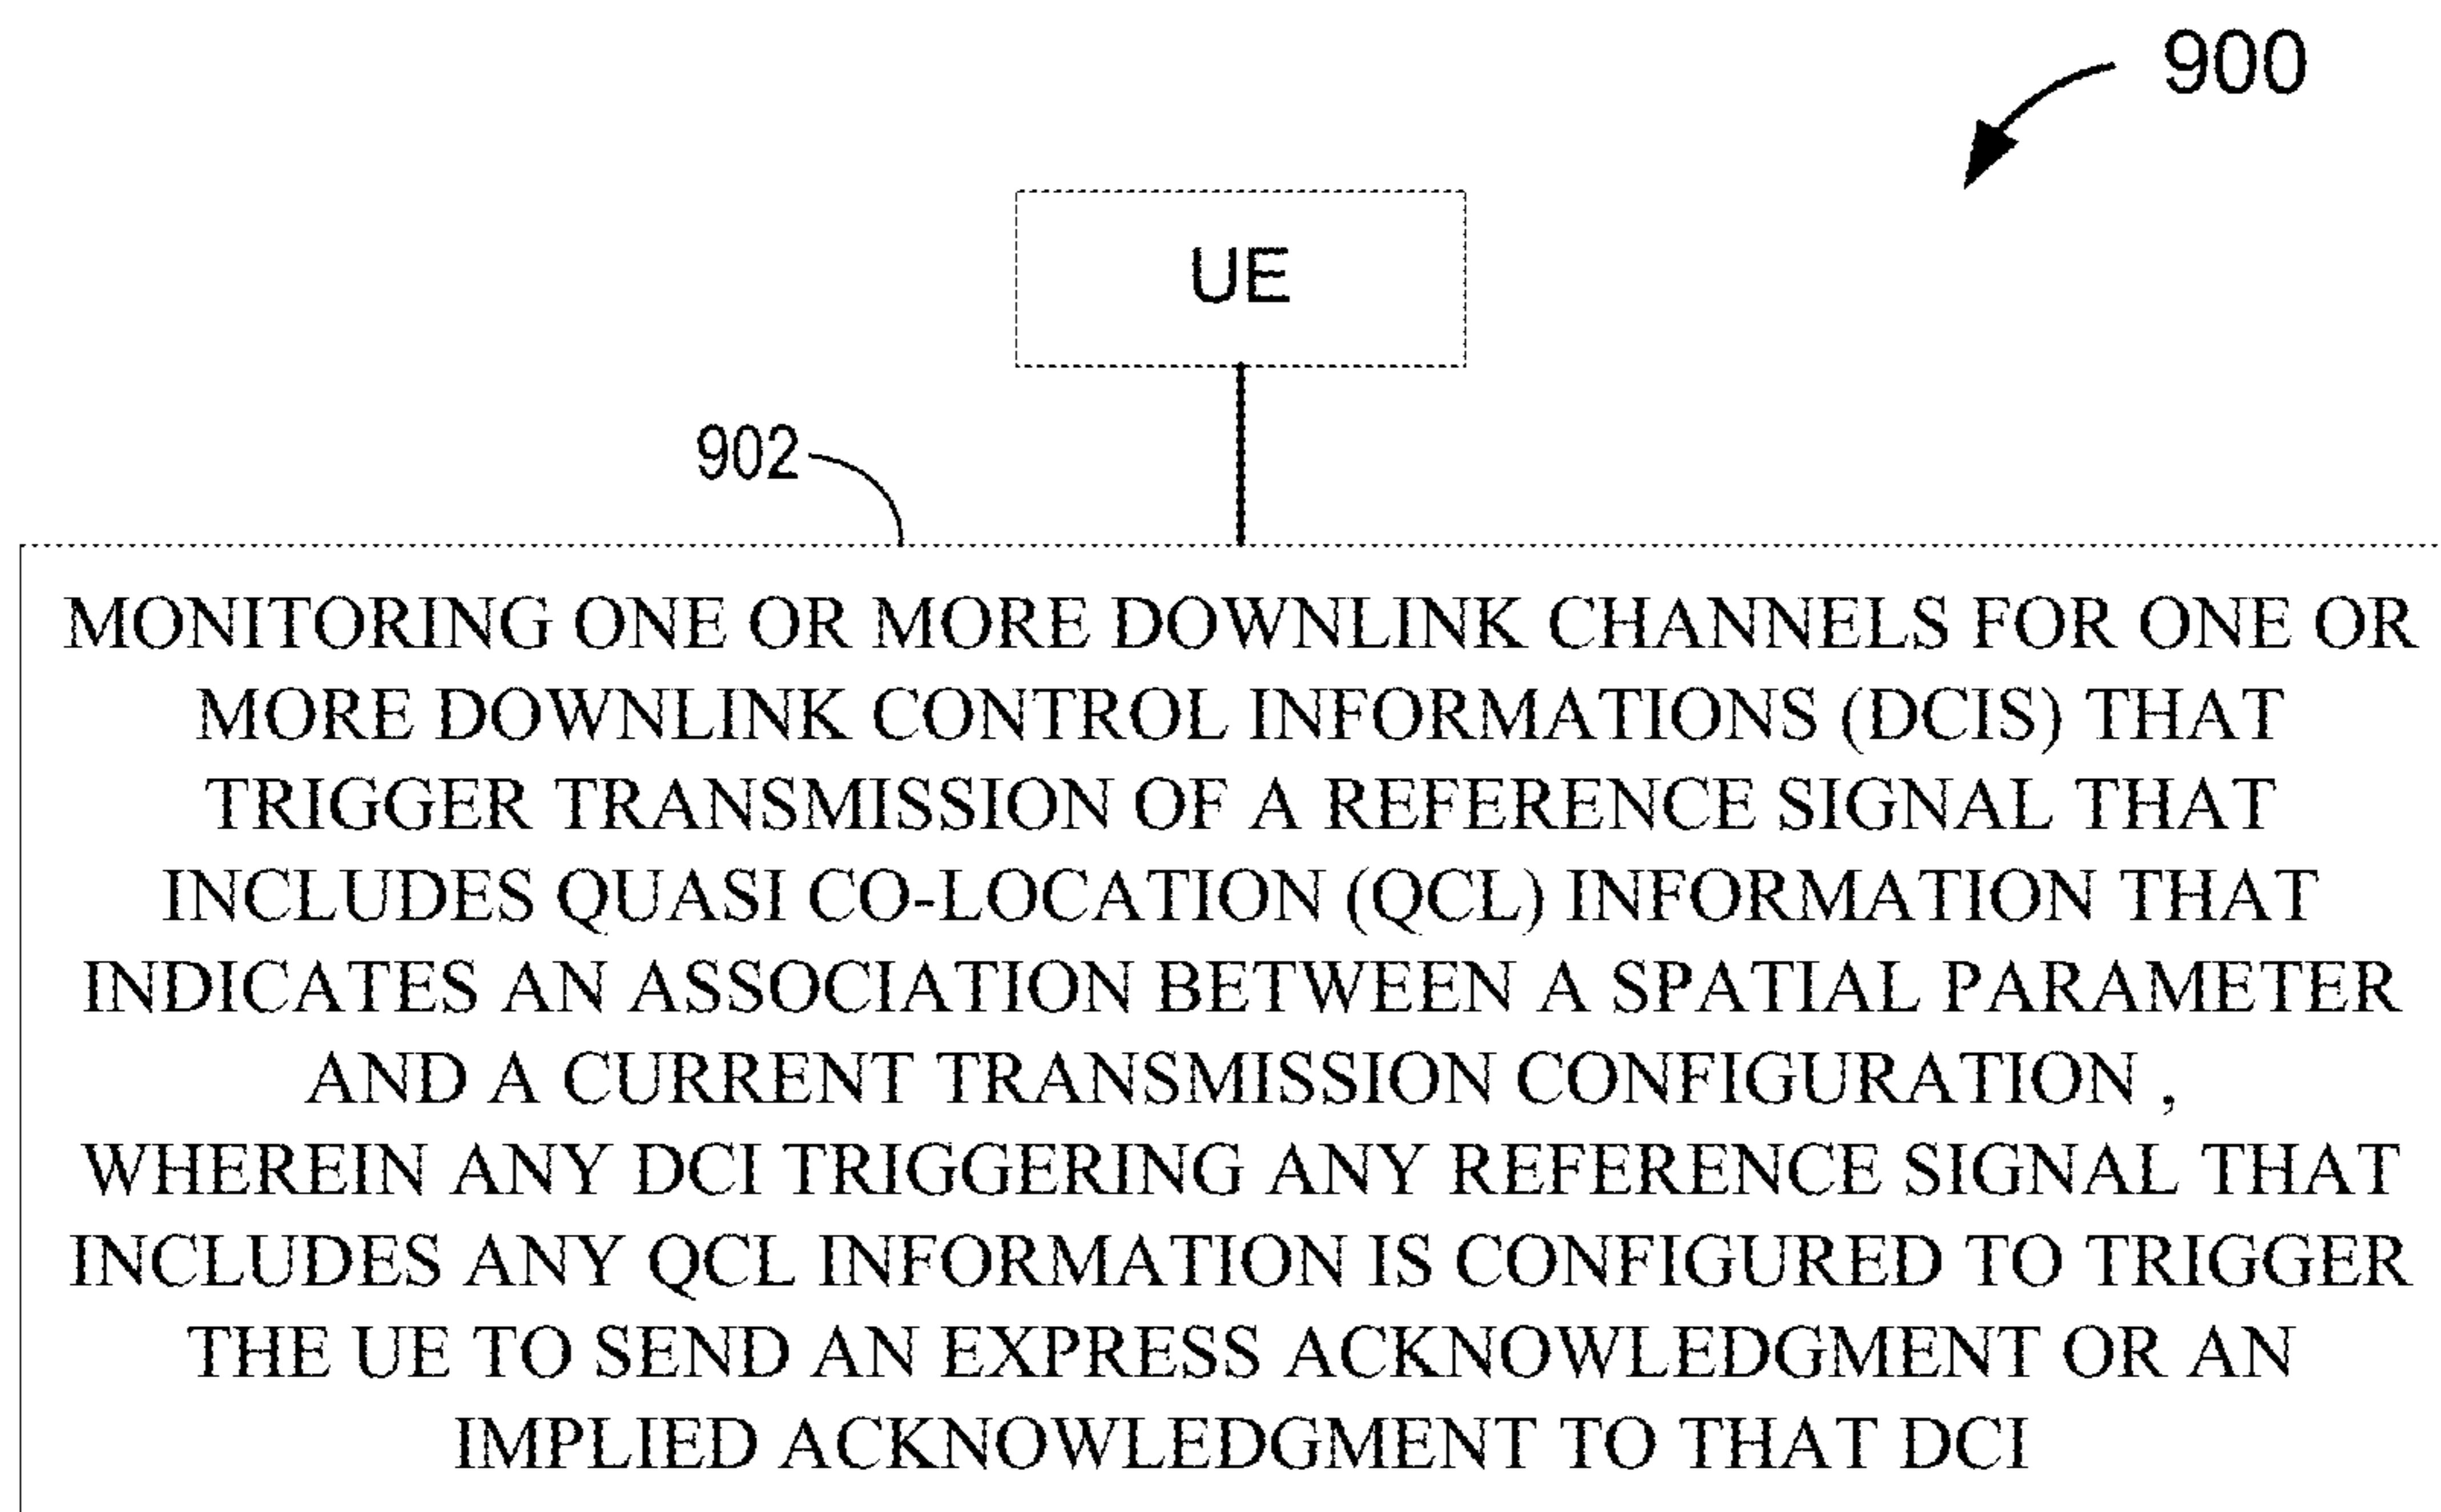 900
UE
902
MONITORING ONE OR MORE DOWNLINK CHANNELS FOR ONE OR
MORE DOWNLINK CONTROL INFORMATIONS (DCIS) THAT
TRIGGER TRANSMISSION OF A REFERENCE SIGNAL THAT
INCLUDES QUASI CO-LOCATION (QCL) INFORMATION THAT
INDICATES AN ASSOCIATION BETWEEN A SPATIAL PARAMETER
AND A CURRENT TRANSMISSION CONFIGURATION ,
WHEREIN ANY DCI TRIGGERING ANY REFERENCE SIGNAL THAT
INCLUDES ANY QCL INFORMATION IS CONFIGURED TO TRIGGER
THE UE TO SEND AN EXPRESS ACKNOWLEDGMENT OR AN
IMPLIED ACKNOWLEDGMENT TO THAT DCI